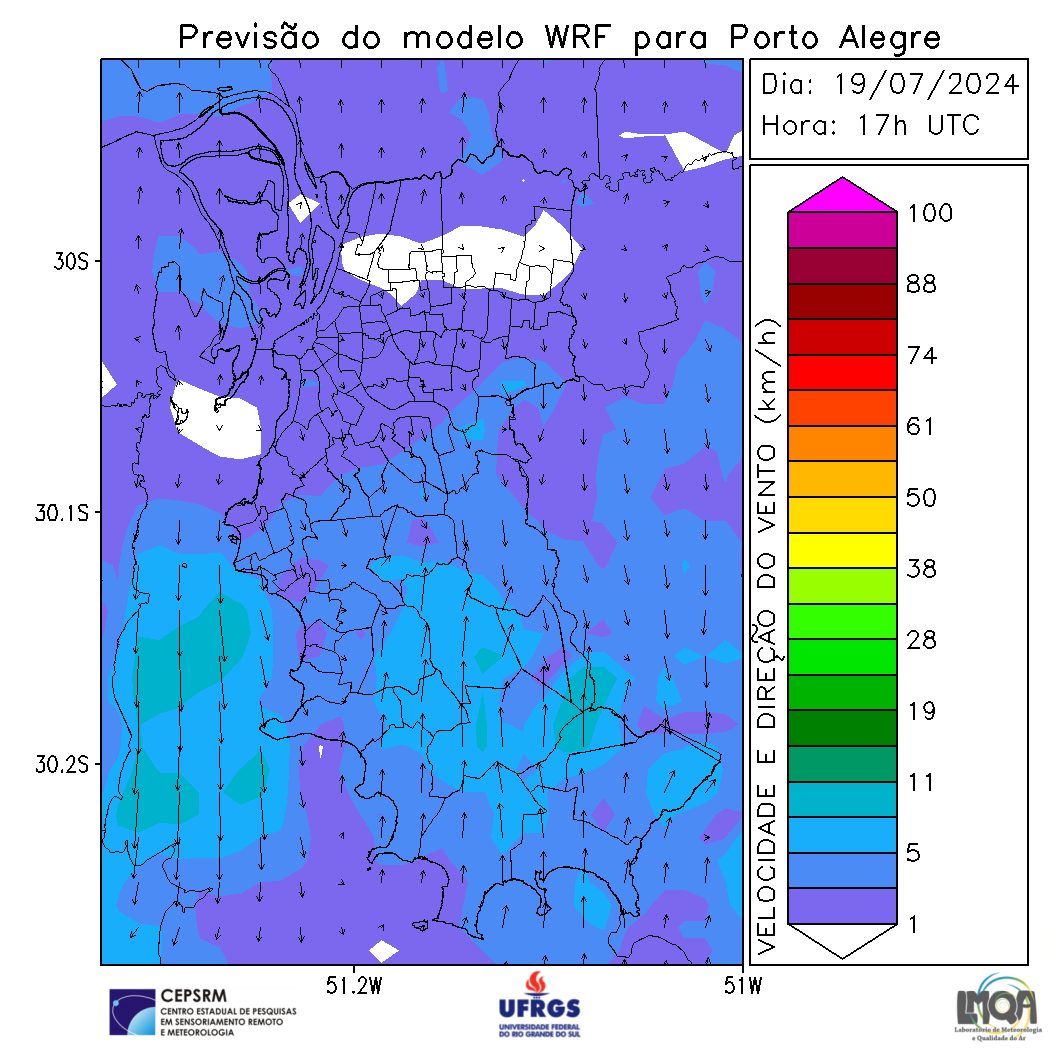 Previsão do modelo WRF para Porto Alegre
Dia: 19/07/2024
Hora: 17h UTC
30S
30.1S
30.2S
51.2W
51W
VELOCIDADE E DIREÇÃO DO VENTO (km/h)
100
88
74
61
50
38
28
19
11
5
1
CEPSRM
CENTRO ESTADUAL DE PESQUISAS
EM SENSORIAMENTO REMOTO
E METEOROLOGIA
UFRGS
UNIVERSIDADE FEDERAL
DO RIO GRANDE DO SUL
LMQA
Laboratório de Meteorologia
e Qualidade do Ar